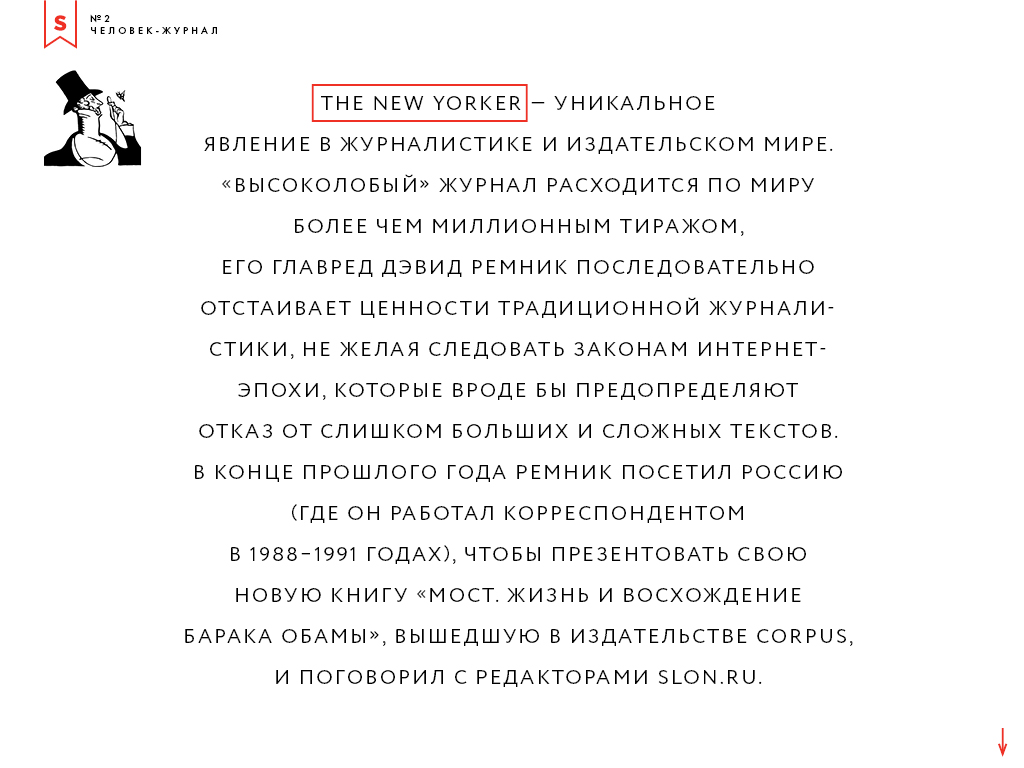 S
№2
ЧЕЛОВЕК-ЖУРНАЛ
THE NEW YORKER — УНИКАЛЬНОЕ
ЯВЛЕНИЕ В ЖУРНАЛИСТИКЕ И ИЗДАТЕЛЬСКОМ МИРЕ.
«ВЫСОКОЛОБЫЙ» ЖУРНАЛ РАСХОДИТСЯ ПО МИРУ
БОЛЕЕ ЧЕМ МИЛЛИОННЫМ ТИРАЖОМ,
ЕГО ГЛАВРЕД ДЭВИД РЕМНИК ПОСЛЕДОВАТЕЛЬНО
ОТСТАИВАЕТ ЦЕННОСТИ ТРАДИЦИОННОЙ ЖУРНАЛИ-
СТИКИ, НЕ ЖЕЛАЯ СЛЕДОВАТЬ ЗАКОНАМ ИНТЕРНЕТ-
ЭПОХИ, КОТОРЫЕ ВРОДЕ БЫ ПРЕДОПРЕДЕЛЯЮТ
ОТКАЗ ОТ СЛИШКОМ БОЛЬШИХ И СЛОЖНЫХ ТЕКСТОВ.
В КОНЦЕ ПРОШЛОГО ГОДА РЕМНИК ПОСЕТИЛ РОССИЮ
(ГДЕ ОН РАБОТАЛ КОРРЕСПОНДЕНТОМ
В 1988–1991 ГОДАХ), ЧТОБЫ ПРЕЗЕНТОВАТЬ СВОЮ
НОВУЮ КНИГУ «МОСТ. ЖИЗНЬ И ВОСХОЖДЕНИЕ
БАРАКА ОБАМЫ», ВЫШЕДШУЮ В ИЗДАТЕЛЬСТВЕ CORPUS,
И ПОГОВОРИЛ С РЕДАКТОРАМИ SLON.RU.